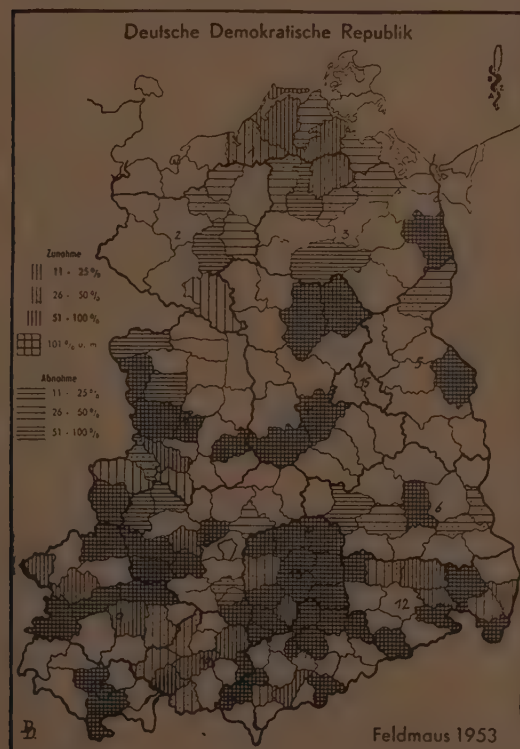 Deutsche Demokratische Republik
Zunahme
11 - 25 %
26 - 50 %
51 - 100 %
101 % u. m
Abnahme
11 - 25 %
26 - 50 %
51 - 100 %
2
3
15
6
12
Feldmaus 1953